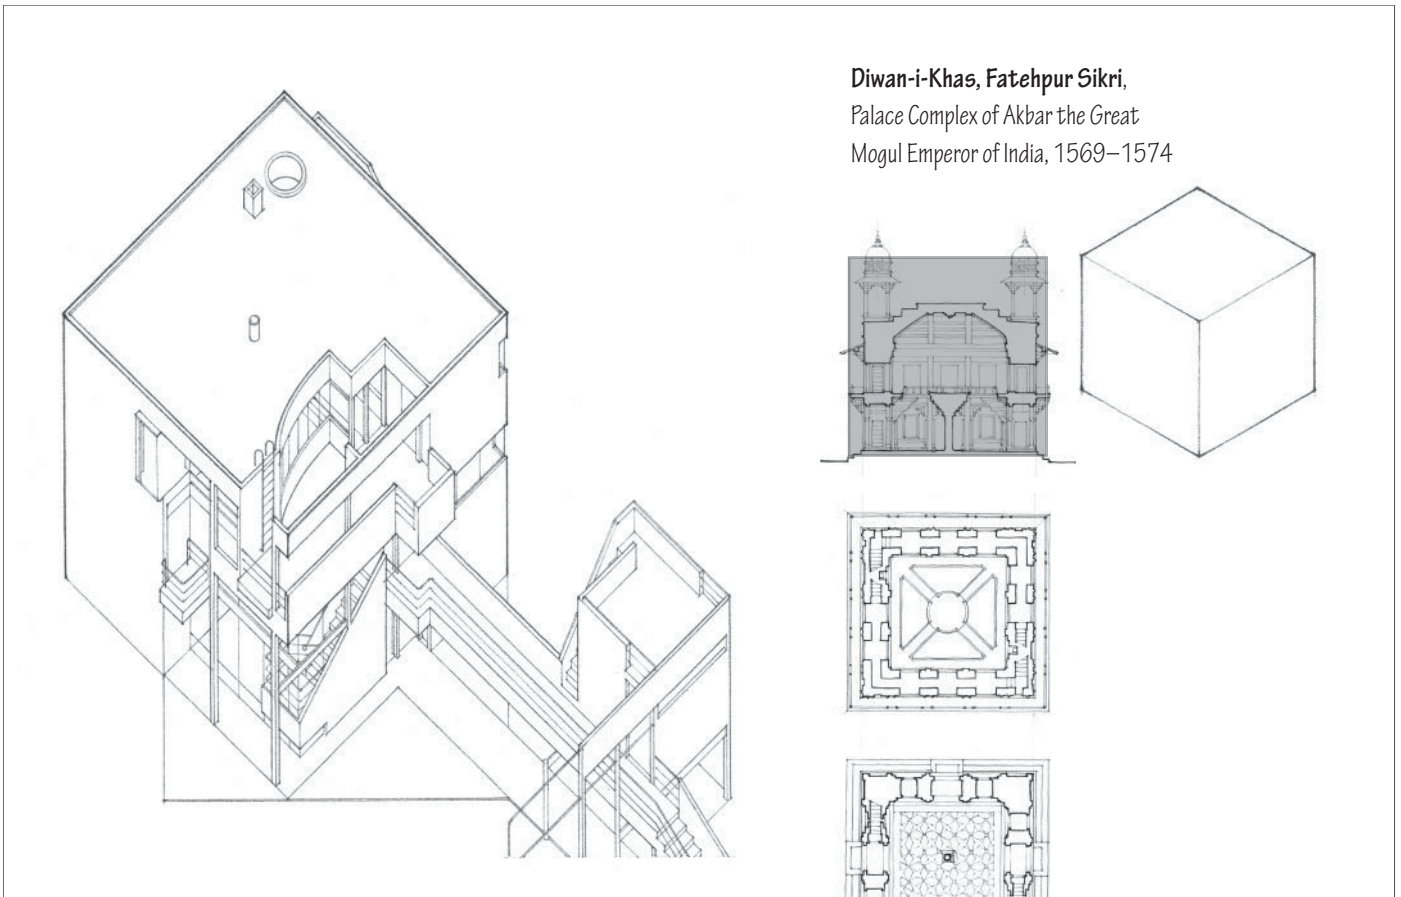 Diwan-i-Khas, Fatehpur Sikri,
Palace Complex of Akbar the Great
Mogul Emperor of India, 1569–1574